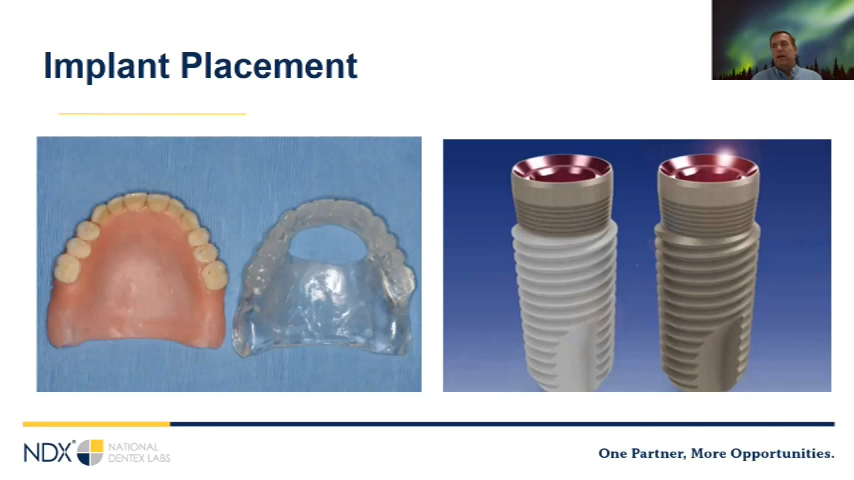 Implant Placement
NDX®
NATIONAL
DENTEX LABS
One Partner, More Opportunities.